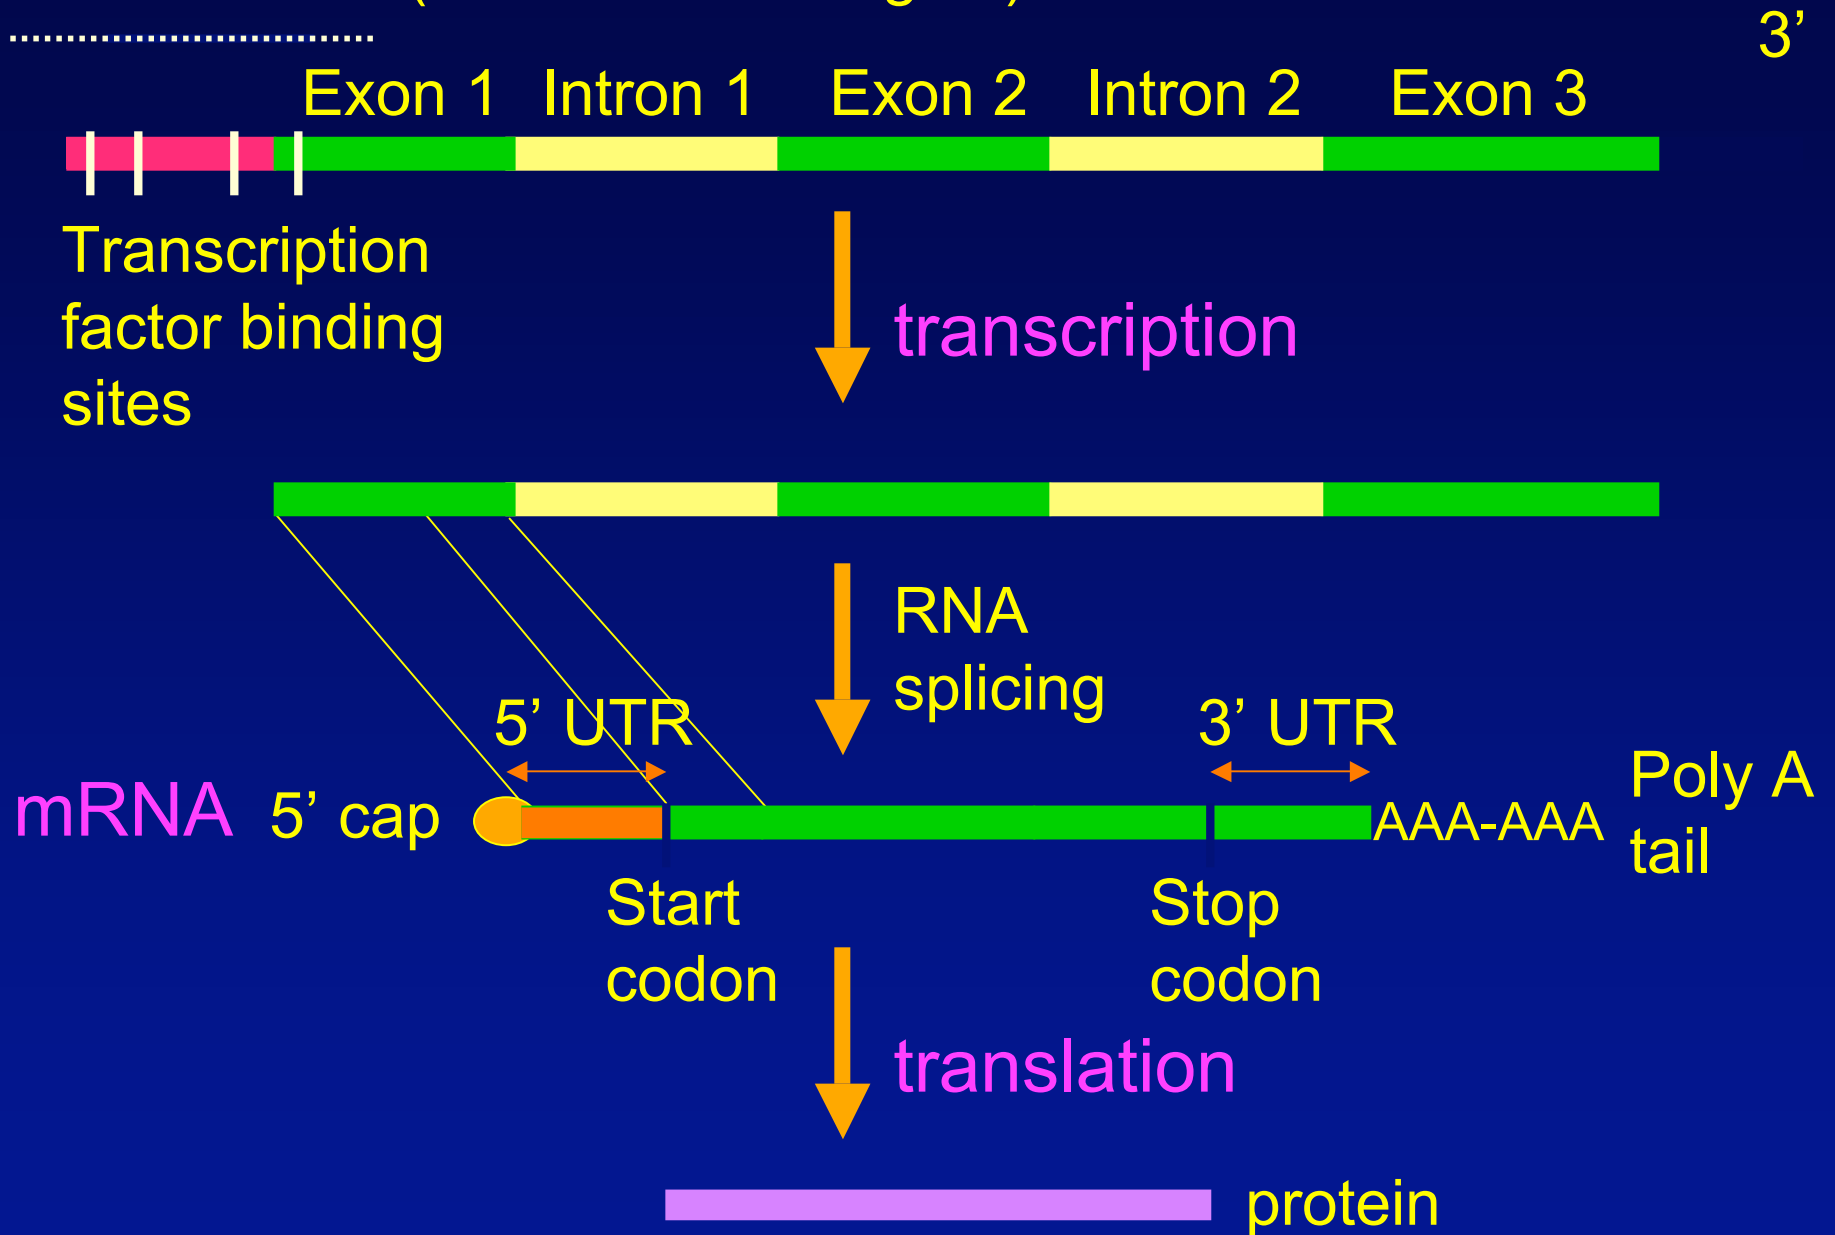 3’
Exon 1 Intron 1 Exon 2 Intron 2 Exon 3
Transcription
factor binding
sites
transcription
RNA
splicing
5’ UTR
3’ UTR
mRNA 5’ cap
AAA-AAA
Poly A
tail
Start
codon
Stop
codon
translation
protein